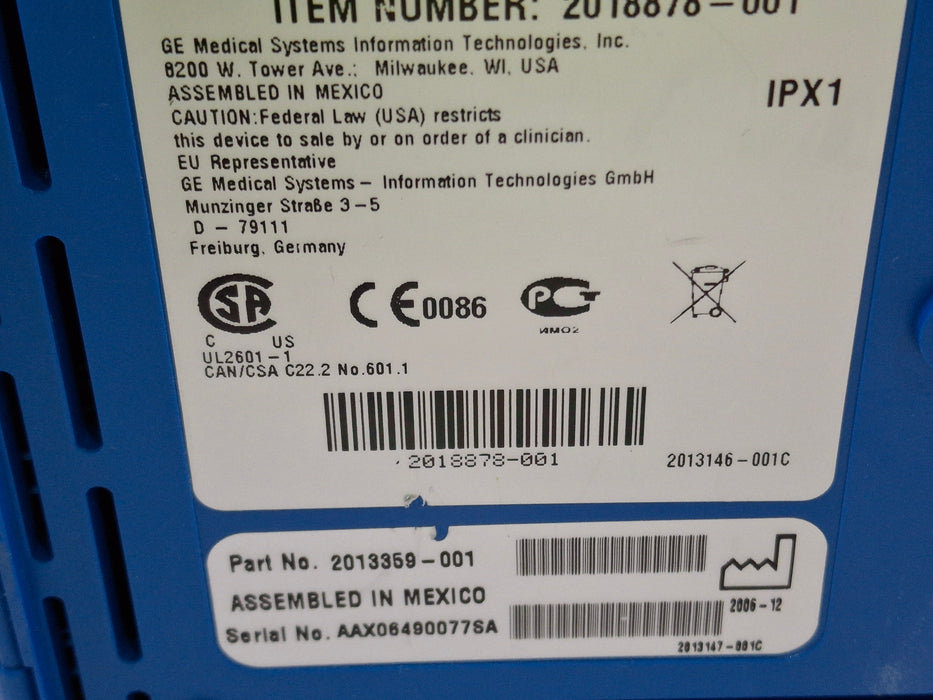 ITEM NUMBER: 2018878-001
GE Medical Systems Information Technologies, Inc.
8200 W. Tower Ave.; Milwaukee, WI, USA
ASSEMBLED IN MEXICO
IPX1
CAUTION:Federal Law (USA) restricts
this device to sale by or on order of a clinician.
EU Representative
GE Medical Systems – Information Technologies GmbH
Munzinger Straße 3-5
D - 79111
Freiburg, Germany
SA
C US
CE0086
РСТ
ИМ02
UL2601-1
CAN/CSA C22.2 No.601.1
2018878-001
2013146-001C
Part No. 2013359-001
ASSEMBLED IN MEXICO
2006-12
Serial No. AAX06490077SA
2013147-001C